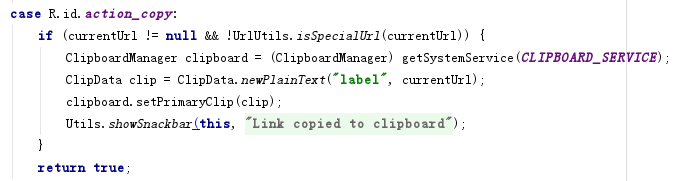 case R.id.action_copy:
if (currentUrl != null && !UrlUtils.isSpecialUrl(currentUrl)) {
ClipboardManager clipboard = (ClipboardManager) getSystemService(CLIPBOARD_SERVICE);
ClipData clip = ClipData.newPlainText("label", currentUrl);
clipboard.setPrimaryClip(clip);
Utils.showSnackbar(this, "Link copied to clipboard");
}
return true;